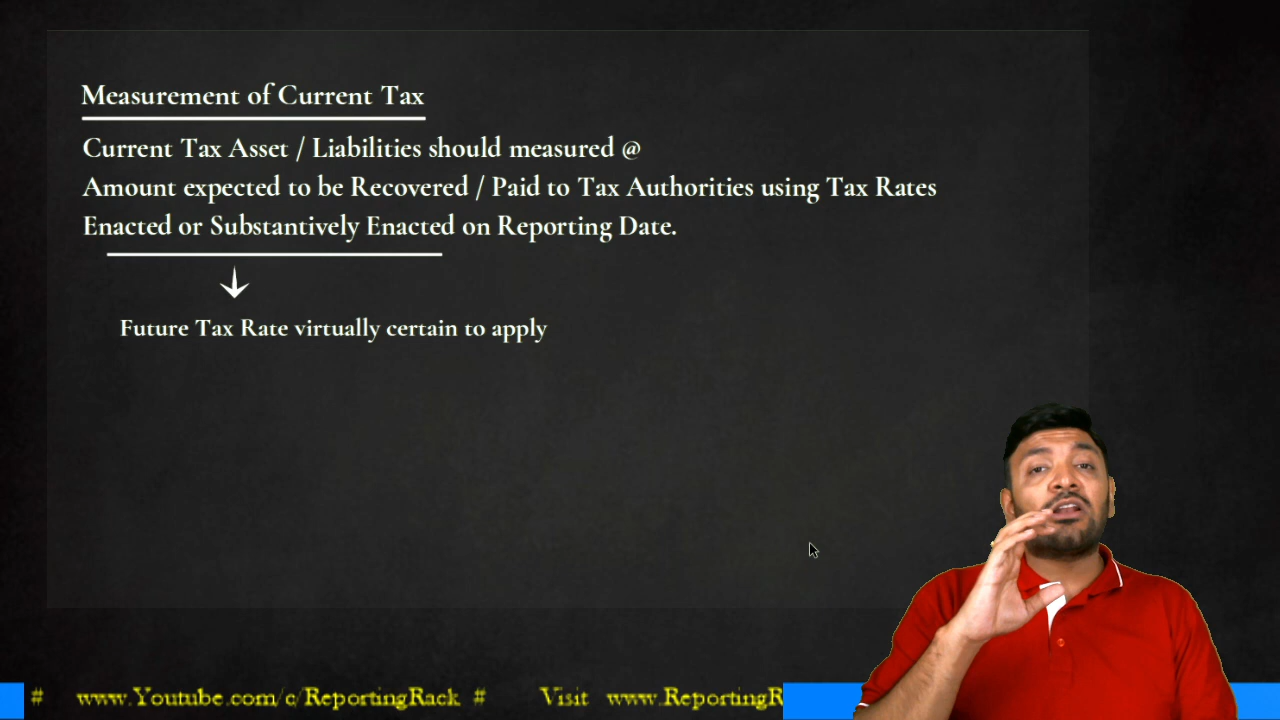 Measurement of Current Tax
Current Tax Asset / Liabilities should measured @
Amount expected to be Recovered / Paid to Tax Authorities using Tax Rates
Enacted or Substantively Enacted on Reporting Date.
Future Tax Rate virtually certain to apply
# www.Youtube.com/c/ReportingRack # Visit www.ReportingR